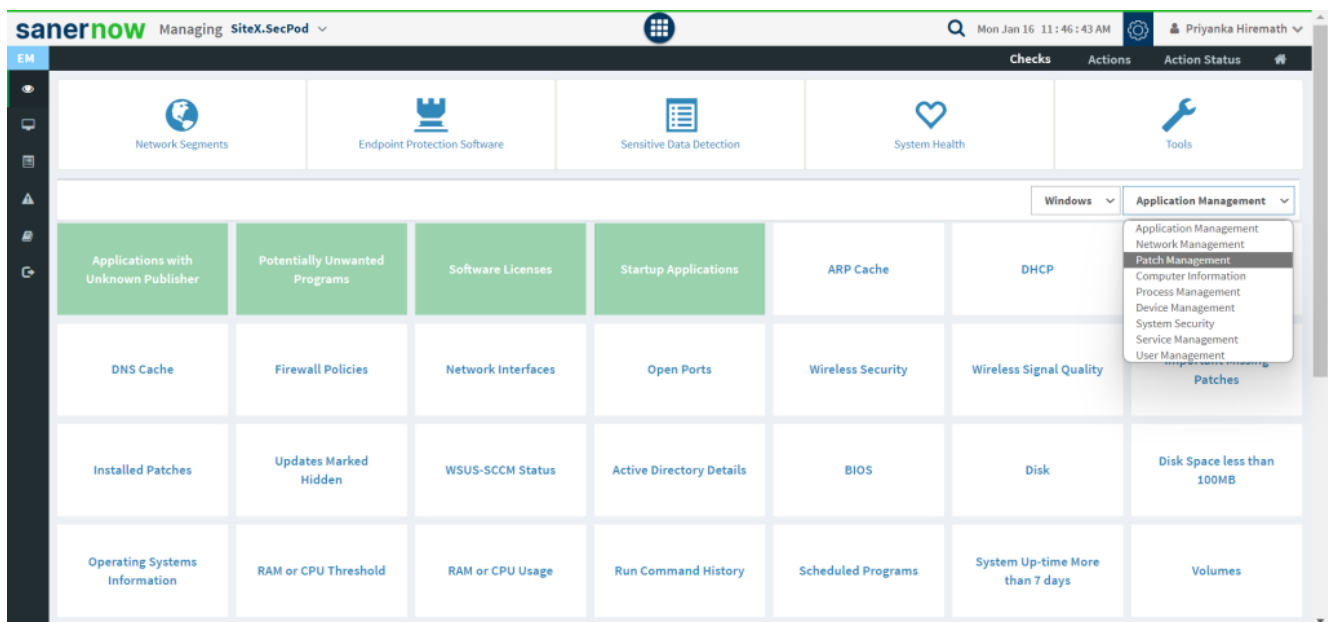 sanernow Managing SiteX.SecPod Mon Jan 16 11:46:43 AM Priyanka Hiremath
EM Checks Actions Action Status
Network Segments Endpoint Protection Software Sensitive Data Detection System Health Tools
Windows Application Management
Application Management
Network Management
Patch Management
Computer Information
Process Management
Device Management
System Security
Service Management
User Management
Applications with
Unknown Publisher
Potentially Unwanted
Programs
Software Licenses
Startup Applications
ARP Cache
DHCP
DNS Cache
Firewall Policies
Network Interfaces
Open Ports
Wireless Security
Wireless Signal Quality
Important Missing
Patches
Installed Patches
Updates Marked
Hidden
WSUS-SCCM Status
Active Directory Details
BIOS
Disk
Disk Space less than
100MB
Operating Systems
Information
RAM or CPU Threshold
RAM or CPU Usage
Run Command History
Scheduled Programs
System Up-time More
than 7 days
Volumes